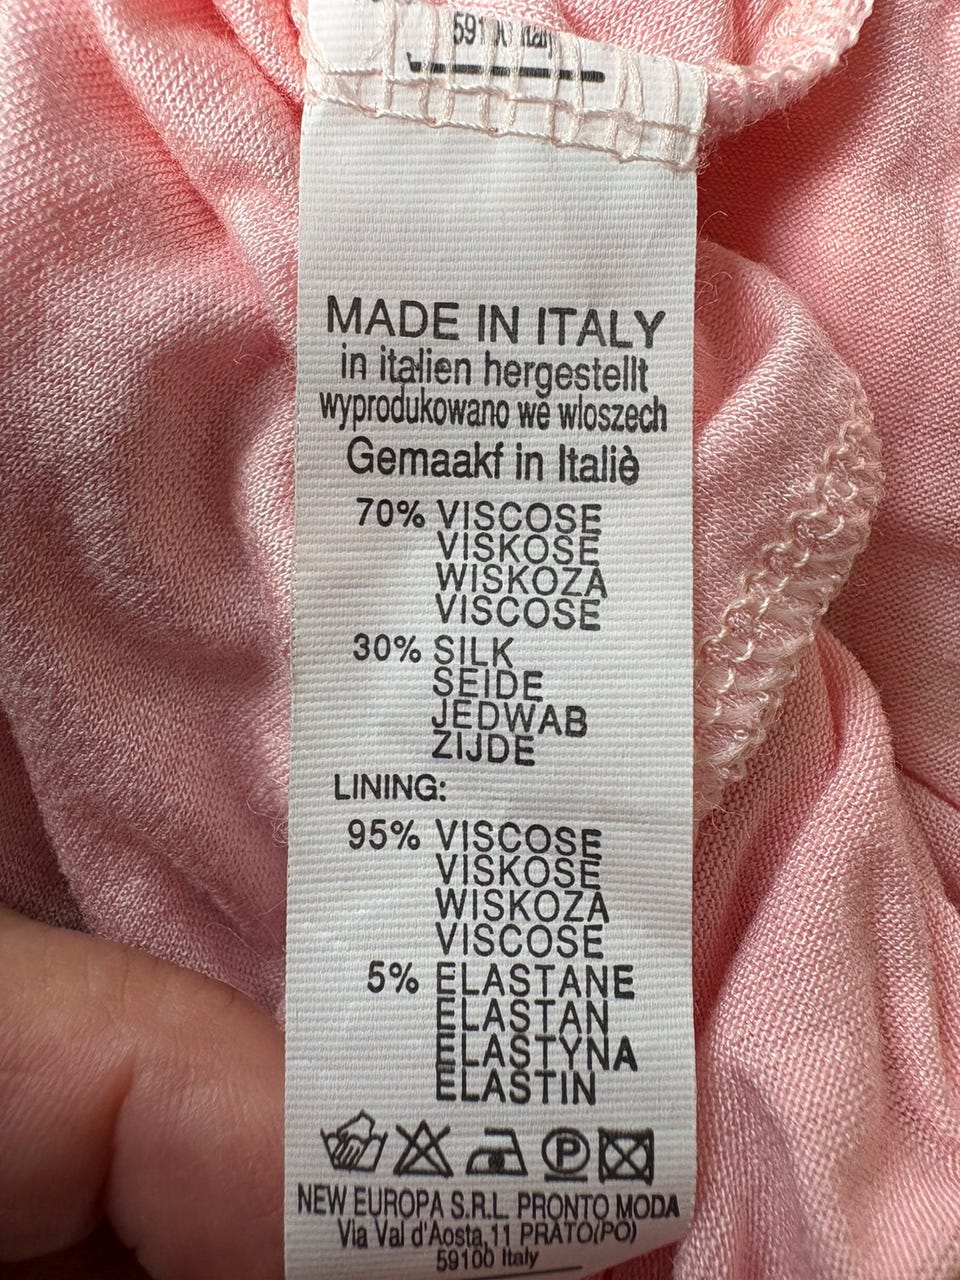 59100 Italy
MADE IN ITALY
in italien hergestellt
wyprodukowano we wloszech
Gemaakf in Italiè
70% VISCOSE
VISKOSE
WISKOZA
VISCOSE
30% SILK
SEIDE
JEDWAB
ZIJDE
LINING:
95% VISCOSE
VISKOSE
WISKOZA
VISCOSE
5% ELASTANE
ELASTAN
ELASTYNA
ELASTIN
P
NEW EUROPA S.R.L. PRONTO MODA
Via Val d'Aosta,11 PRATO(PO)
59100 Italy